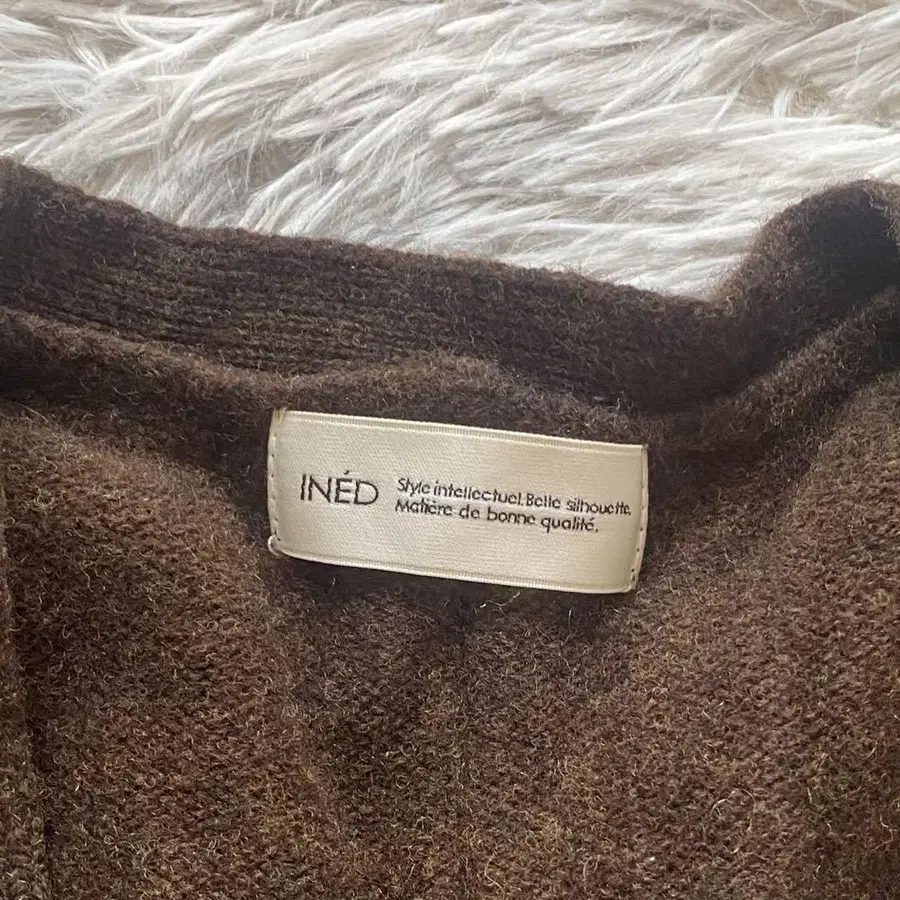 INÉD
Style intellectuel. Belle silhouette.
Matière de bonne qualité.